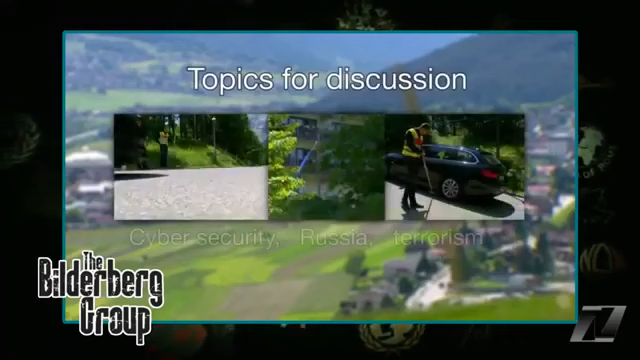 Topics for discussion
Cyber security, Russia, terrorism
The
Bilderberg
Group